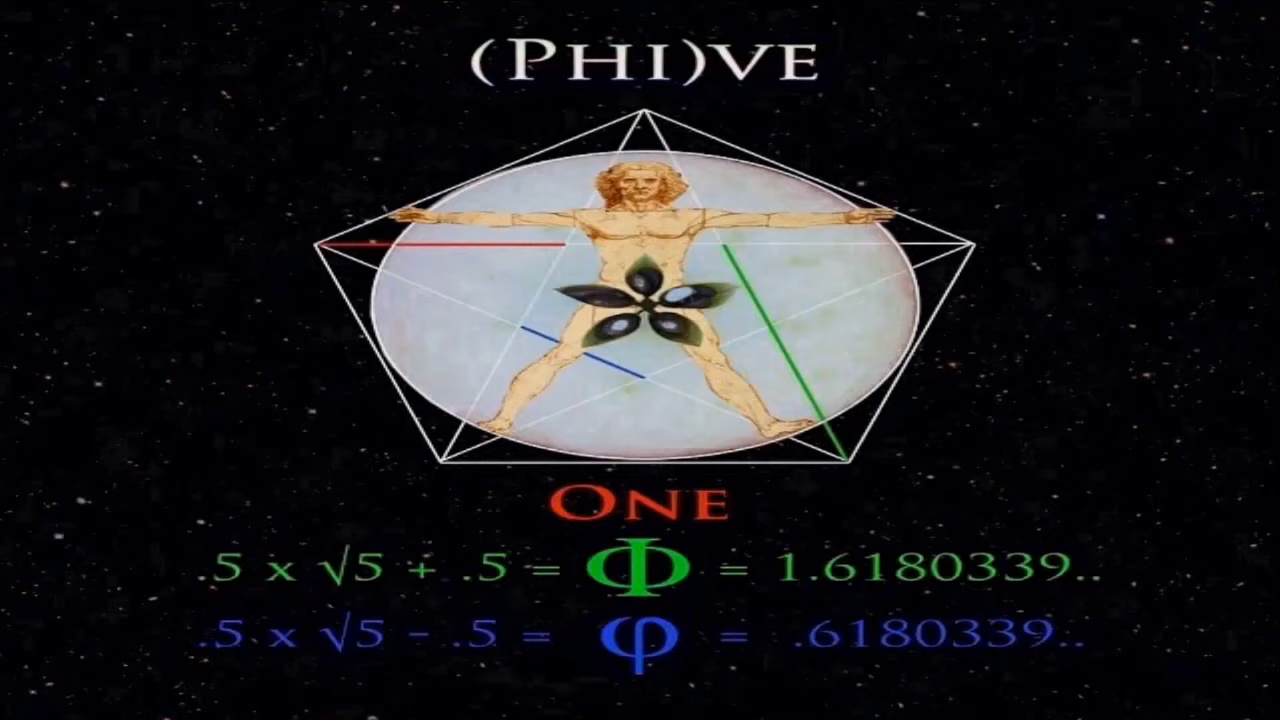 (PHI)VE
ONE
.5 x √5 + .5 = Φ = 1.6180339..
.5 x √5 - .5 = φ = .6180339..